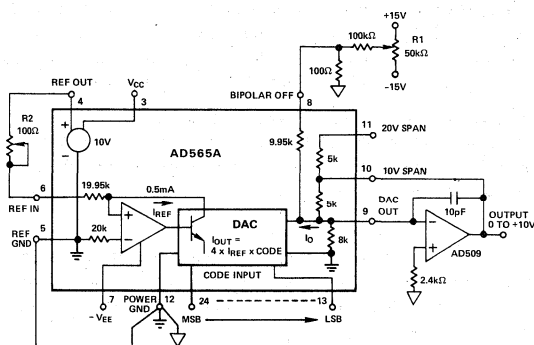 +15V
100kΩ
R1
50kΩ
REF OUT
VCC
100Ω
-15V
4
3
BIPOLAR OFF
8
R2
100Ω
+
-
10V
AD565A
9.95k
11
20V SPAN
5k
10
10V SPAN
6
19.95k
0.5mA
5k
REF IN
IREF
DAC
9
DAC
OUT
10pF
OUTPUT
0 TO +10V
REF
GND
5
20k
+
-
IOUT =
4 x IREF x CODE
IO
8k
-
+
AD509
CODE INPUT
2.4kΩ
7
POWER
GND
12
24
13
-VEE
MSB
LSB